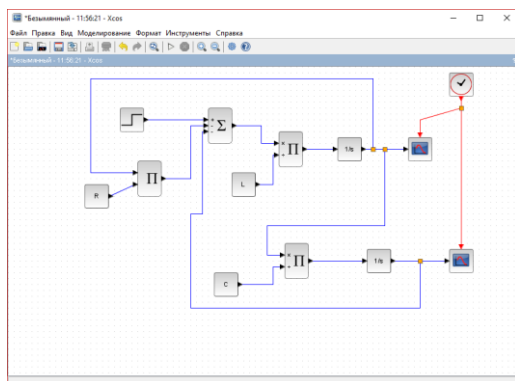 *Безымянный - 11:56:21 - Xcos
Файл Правка Вид Моделирование Формат Инструменты Справка
*Безымянный - 11:56:21 - Xcos
Σ
Π
1/s
Π
R
L
Π
1/s
C